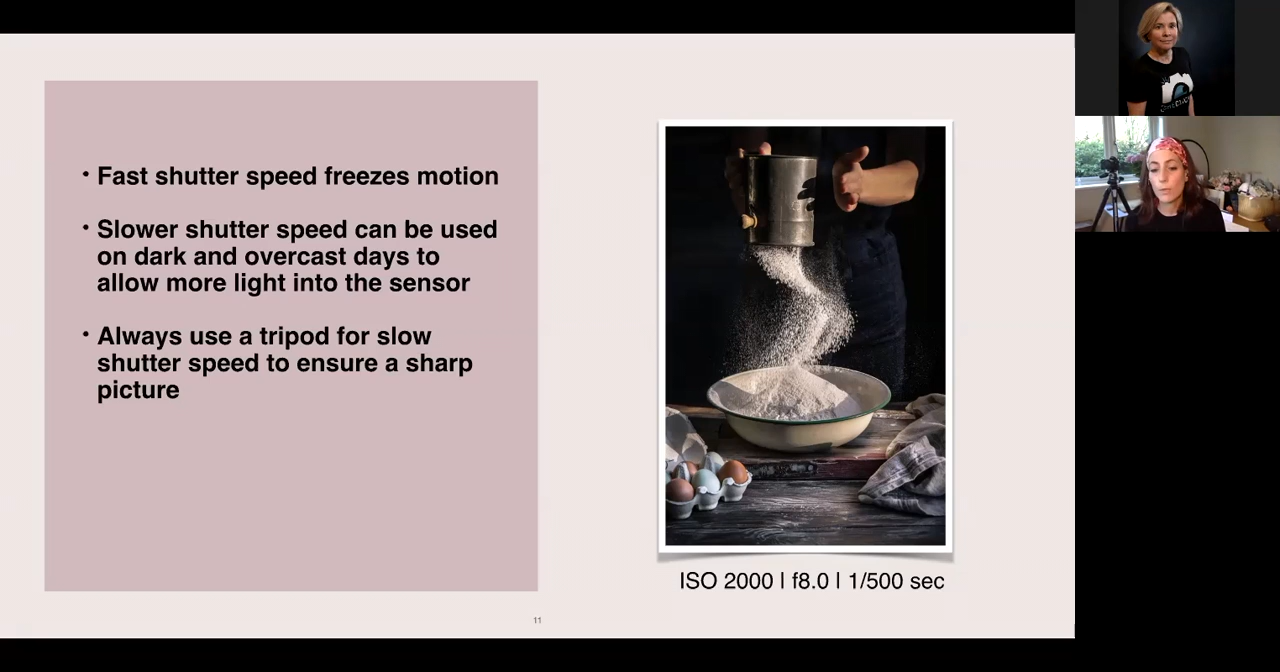 • Fast shutter speed freezes motion
• Slower shutter speed can be used
on dark and overcast days to
allow more light into the sensor
• Always use a tripod for slow
shutter speed to ensure a sharp
picture
ISO 2000 | f8.0 | 1/500 sec
11